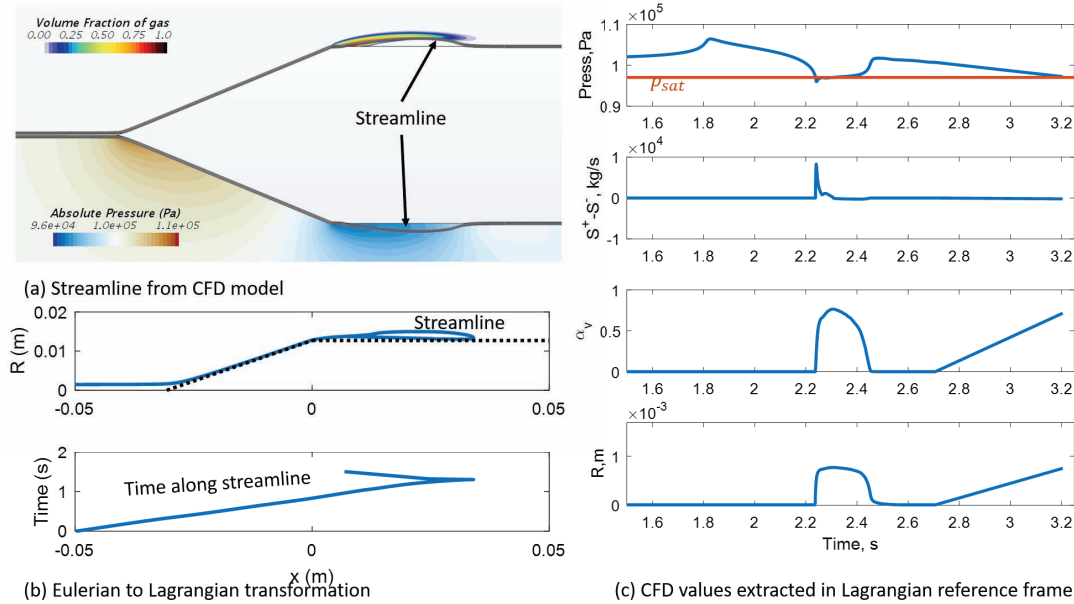 Volume Fraction of gas
0.00 0.25 0.50 0.75 1.0
Streamline
Absolute Pressure (Pa)
9.6e+04 1.0e+05 1.1e+05
(a) Streamline from CFD model
R (m)
0.02
0.01
0
Streamline
-0.05 0 0.05
Time (s)
2
1
0
Time along streamline
-0.05 0 0.05
x (m)
(b) Eulerian to Lagrangian transformation
×10^5
Press,Pa
1.1
1
0.9
p_sat
1.6 1.8 2 2.2 2.4 2.6 2.8 3 3.2
×10^4
S^+-S^-, kg/s
1
0
-1
1.6 1.8 2 2.2 2.4 2.6 2.8 3 3.2
α_v
1
0.5
0
1.6 1.8 2 2.2 2.4 2.6 2.8 3 3.2
×10^-3
R,m
1
0
1.6 1.8 2 2.2 2.4 2.6 2.8 3 3.2
Time, s
(c) CFD values extracted in Lagrangian reference frame